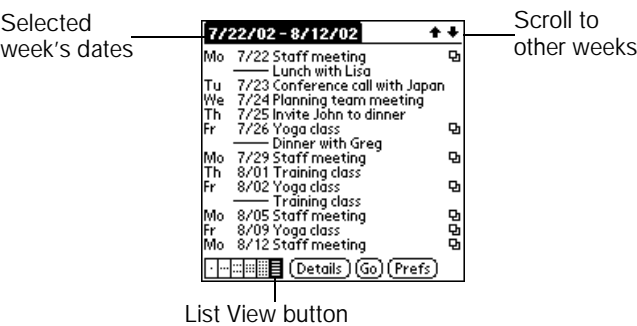 Selected
week's dates
7/22/02 - 8/12/02
Scroll to
other weeks
Mo 7/22 Staff meeting
Lunch with Lisa
Tu 7/23 Conference call with Japan
We 7/24 Planning team meeting
Th 7/25 Invite John to dinner
Fr 7/26 Yoga class
Dinner with Greg
Mo 7/29 Staff meeting
Th 8/01 Training class
Fr 8/02 Yoga class
Training class
Mo 8/05 Staff meeting
Fr 8/09 Yoga class
Mo 8/12 Staff meeting
Details Go Prefs
List View button